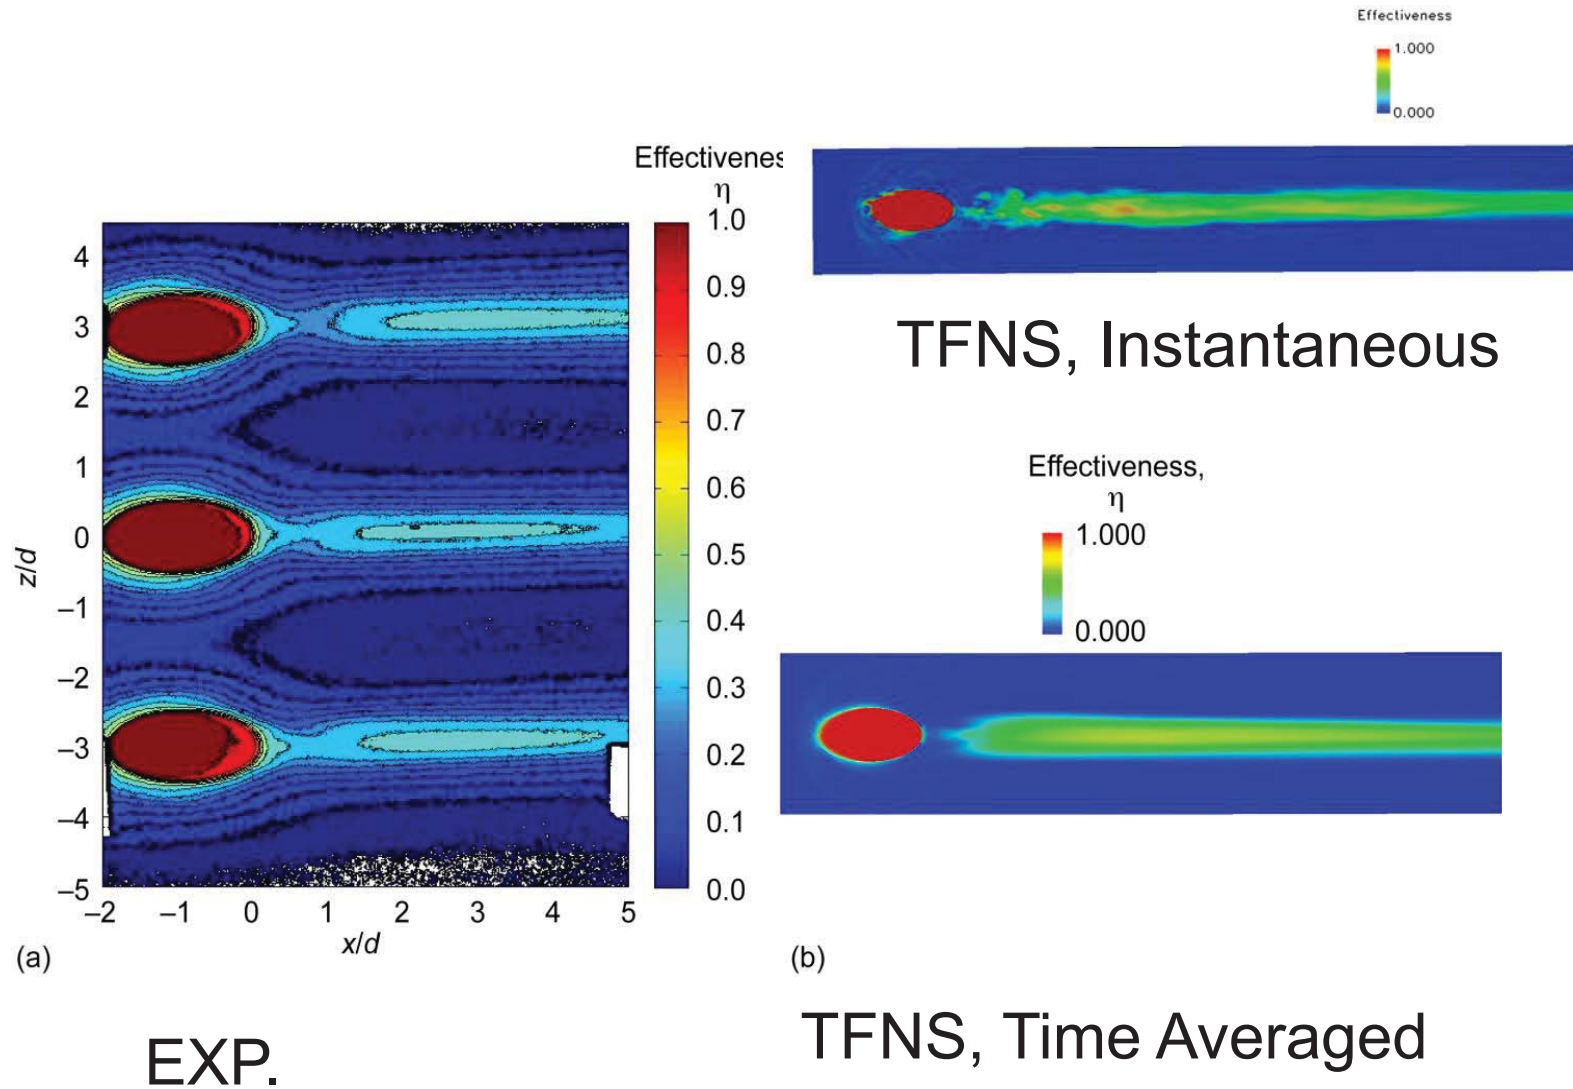 Effectivenes
η
1.0
0.9
0.8
0.7
0.6
0.5
0.4
0.3
0.2
0.1
0.0
4
3
2
1
0
–1
–2
–3
–4
–5
z/d
–2 –1 0 1 2 3 4 5
x/d
(a)
EXP.
Effectiveness
1.000
0.000
TFNS, Instantaneous
Effectiveness,
η
1.000
0.000
(b)
TFNS, Time Averaged